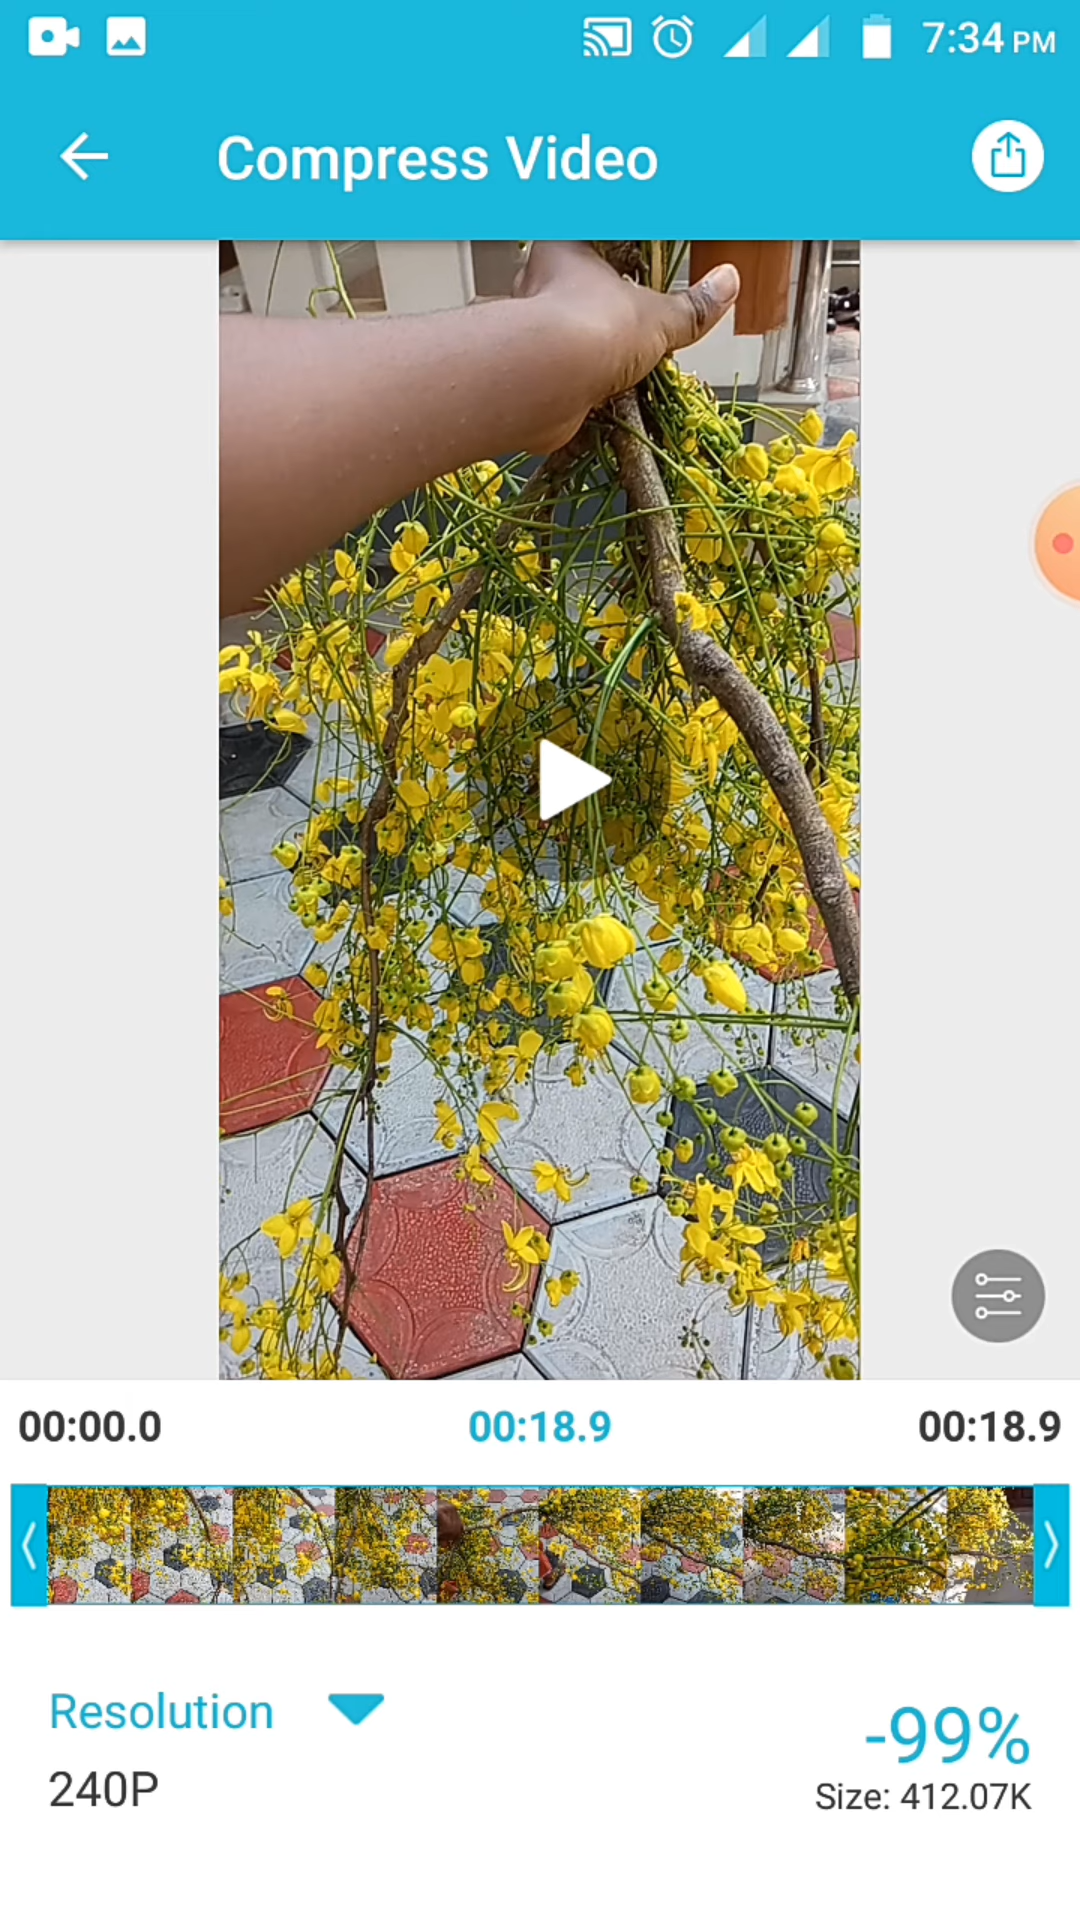 7:34 PM
Compress Video
00:00.0 00:18.9 00:18.9
Resolution
-99%
240P
Size: 412.07K